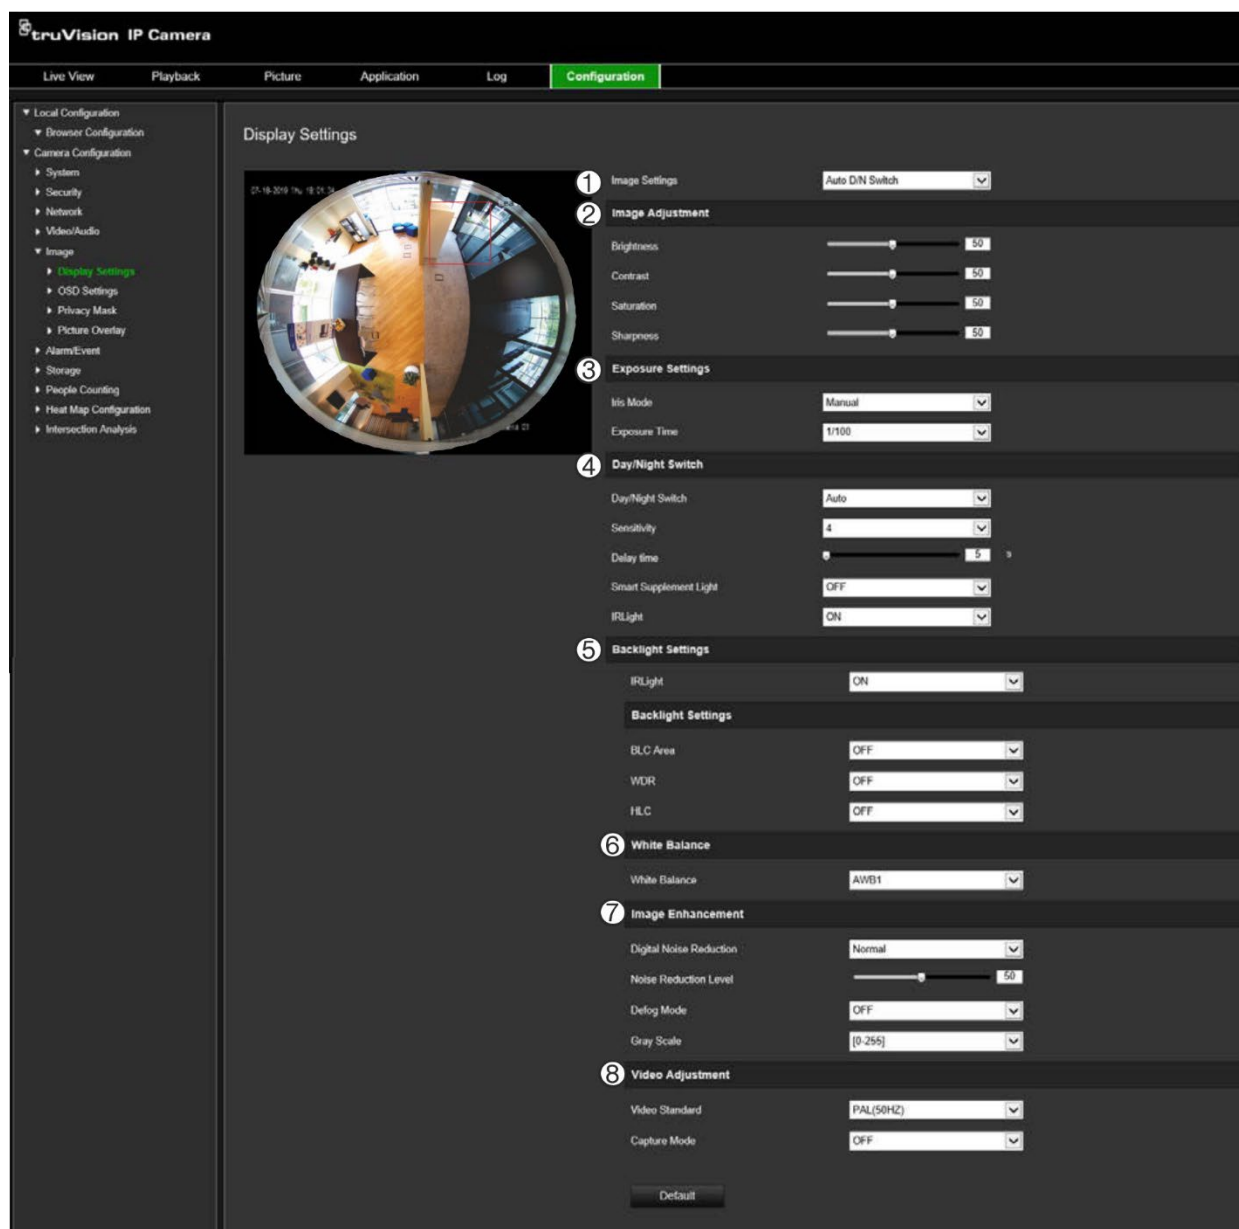 truVision IP Camera
Live View Playback Picture Application Log Configuration
Local Configuration
Browser Configuration
Camera Configuration
System
Security
Network
Video/Audio
Image
Display Settings
OSD Settings
Privacy Mask
Picture Overlay
Alarm/Event
Storage
People Counting
Heat Map Configuration
Intersection Analysis
Display Settings
07-18-2019 Thu
01
1 Image Settings Auto D/N Switch
2 Image Adjustment
Brightness 50
Contrast 50
Saturation 50
Sharpness 50
3 Exposure Settings
Iris Mode Manual
Exposure Time 1/100
4 Day/Night Switch
Day/Night Switch Auto
Sensitivity 4
Delay time 5 s
Smart Supplement Light OFF
IRLight ON
5 Backlight Settings
IRLight ON
Backlight Settings
BLC Area OFF
WDR OFF
HLC OFF
6 White Balance
White Balance AWB1
7 Image Enhancement
Digital Noise Reduction Normal
Noise Reduction Level 50
Defog Mode OFF
Gray Scale [0-255]
8 Video Adjustment
Video Standard PAL(50HZ)
Capture Mode OFF
Default